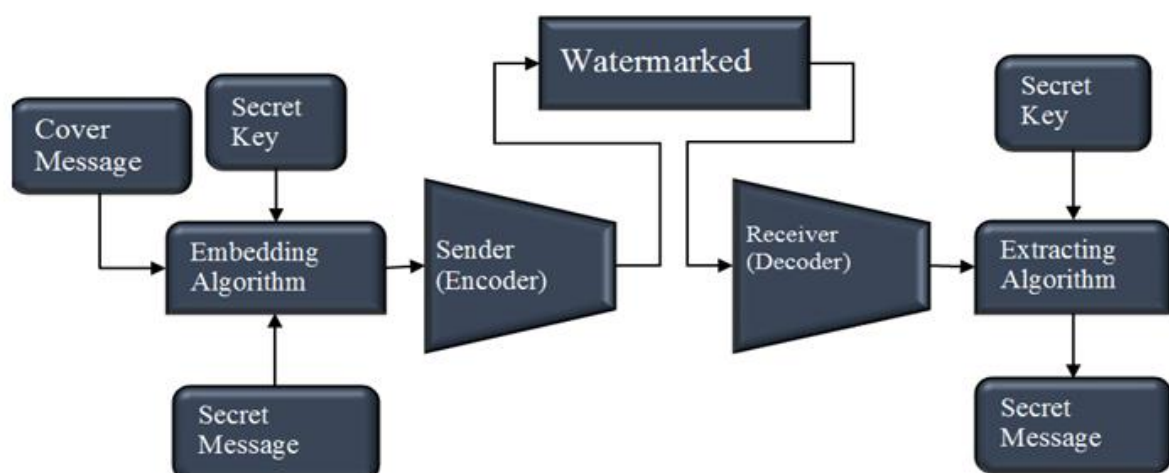 Watermarked
Cover
Message
Secret
Key
Embedding
Algorithm
Secret
Message
Sender
(Encoder)
Receiver
(Decoder)
Secret
Key
Extracting
Algorithm
Secret
Message